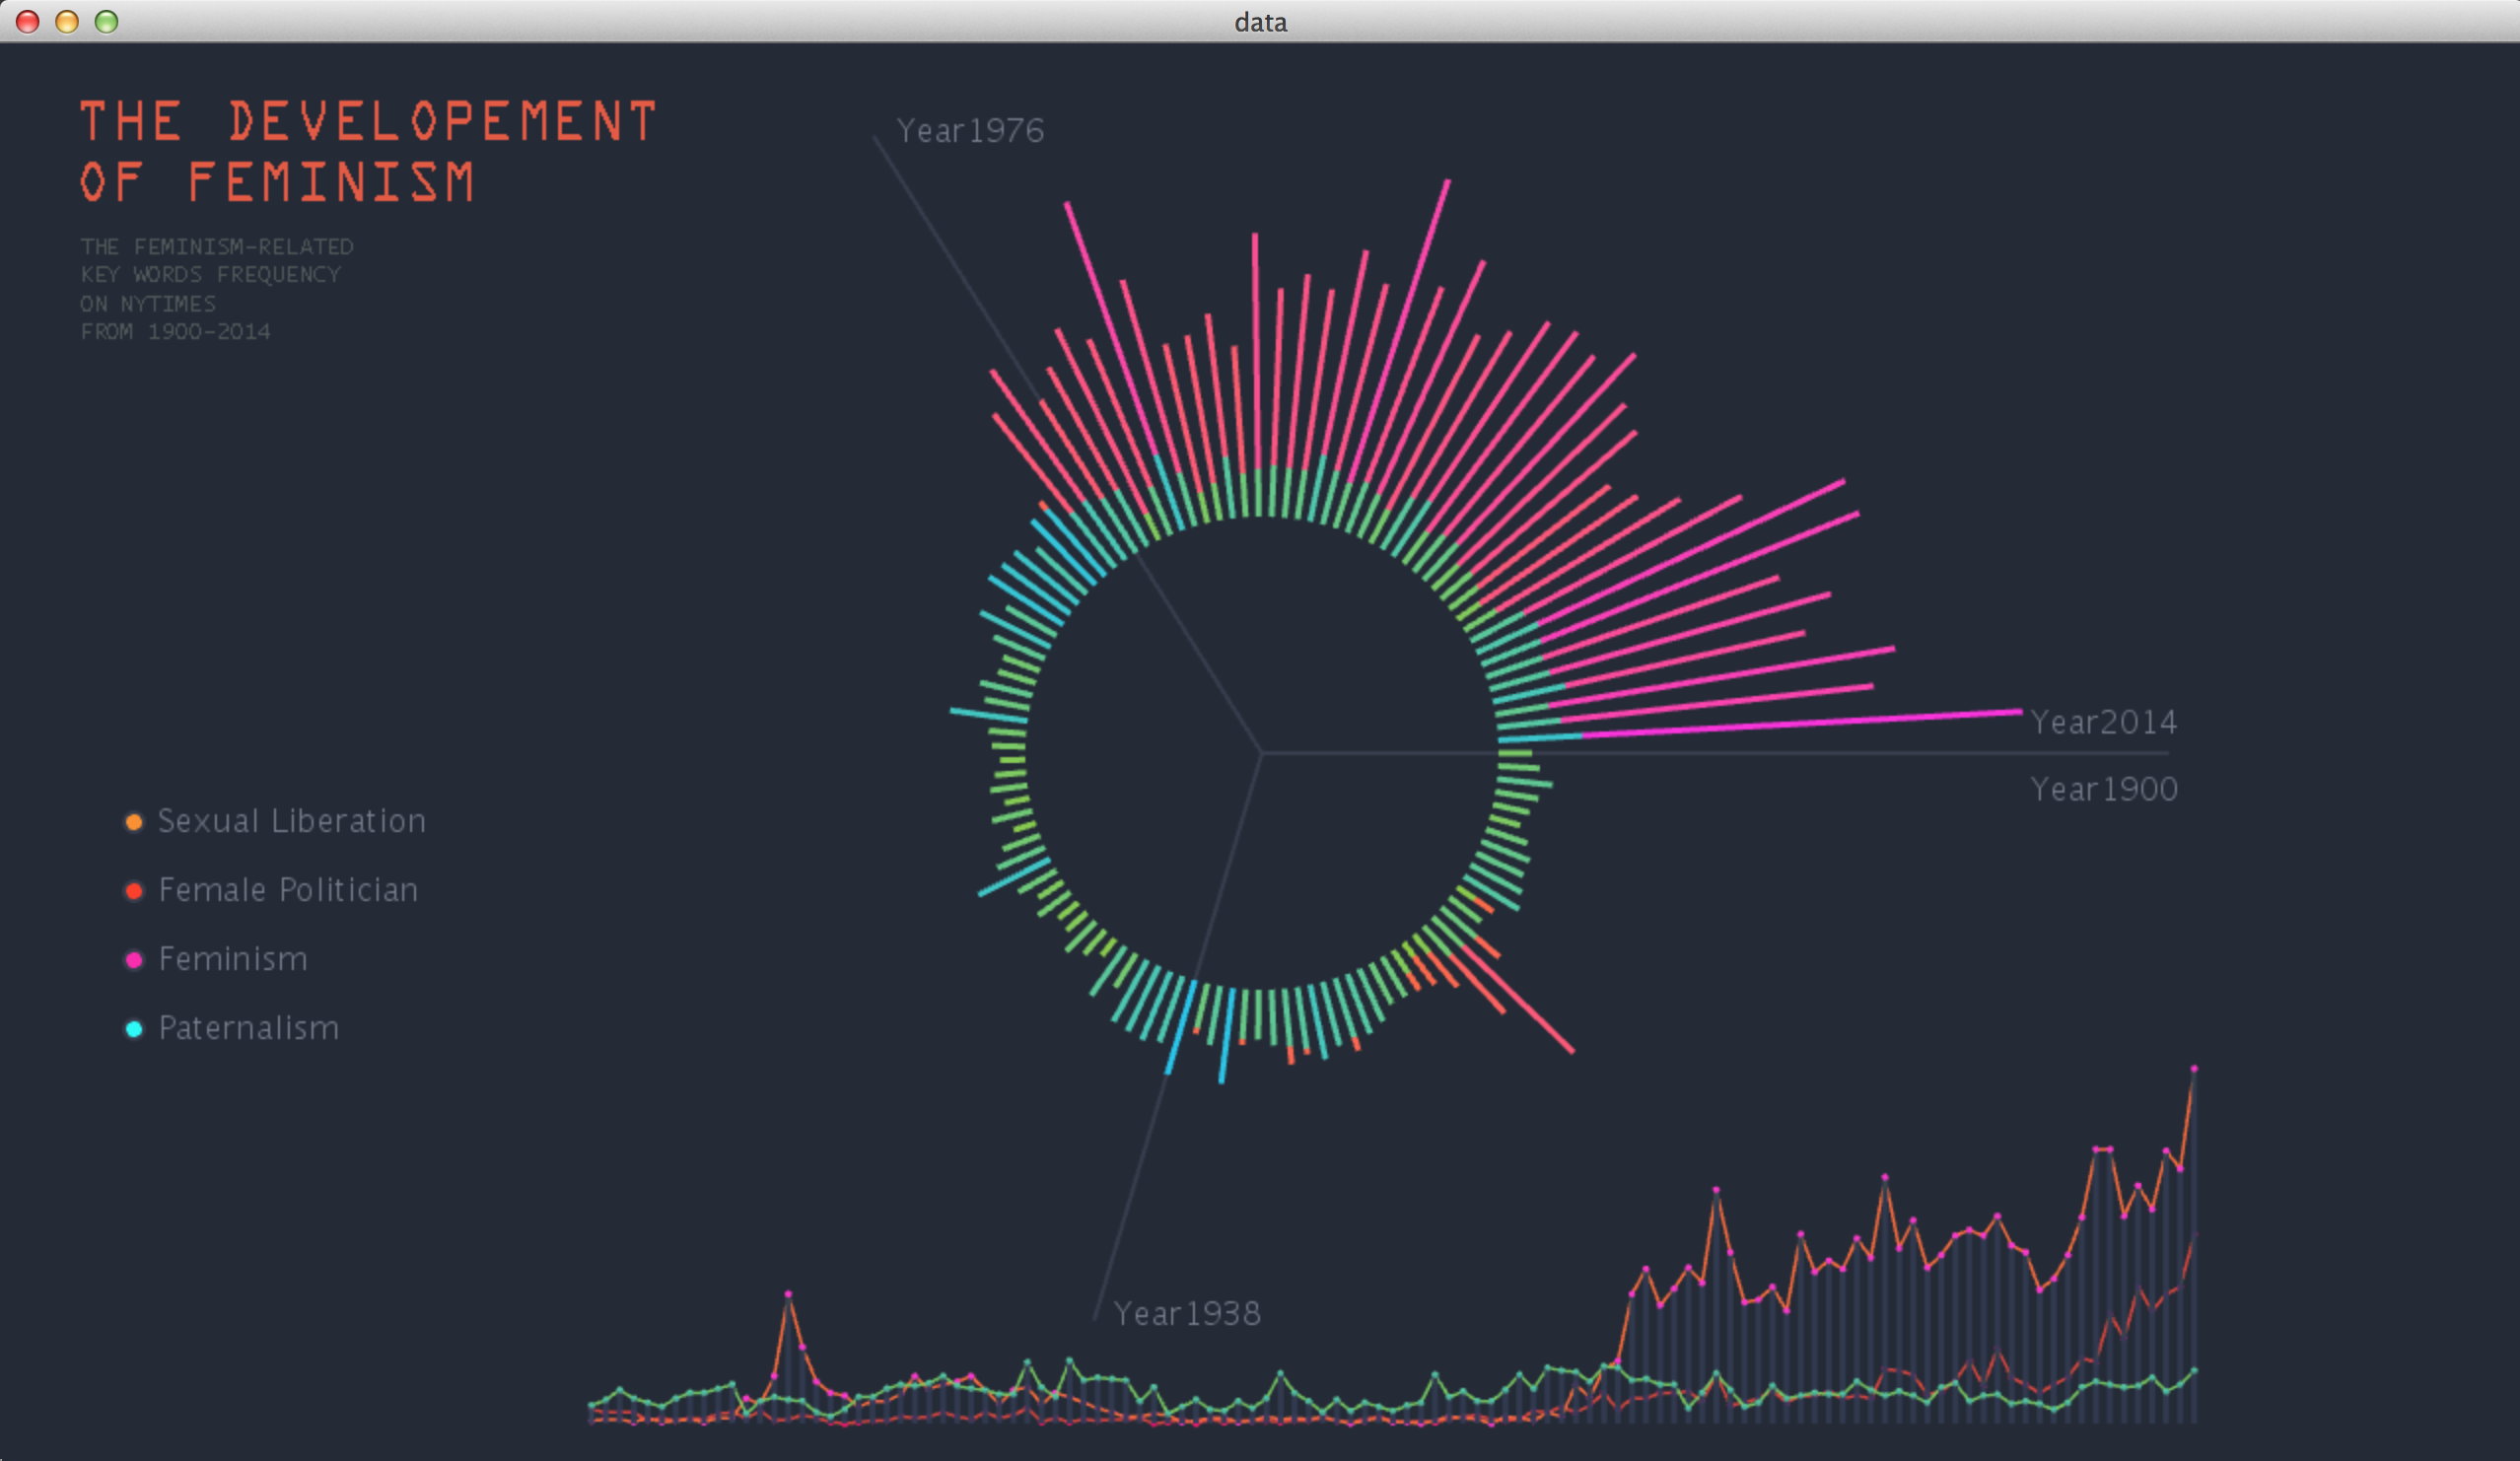 data
THE DEVELOPEMENT
OF FEMINISM
THE FEMINISM-RELATED
KEY WORDS FREQUENCY
ON NYTIMES
FROM 1900-2014
Year1976
Year2014
Year1900
Sexual Liberation
Female Politician
Feminism
Paternalism
Year1938